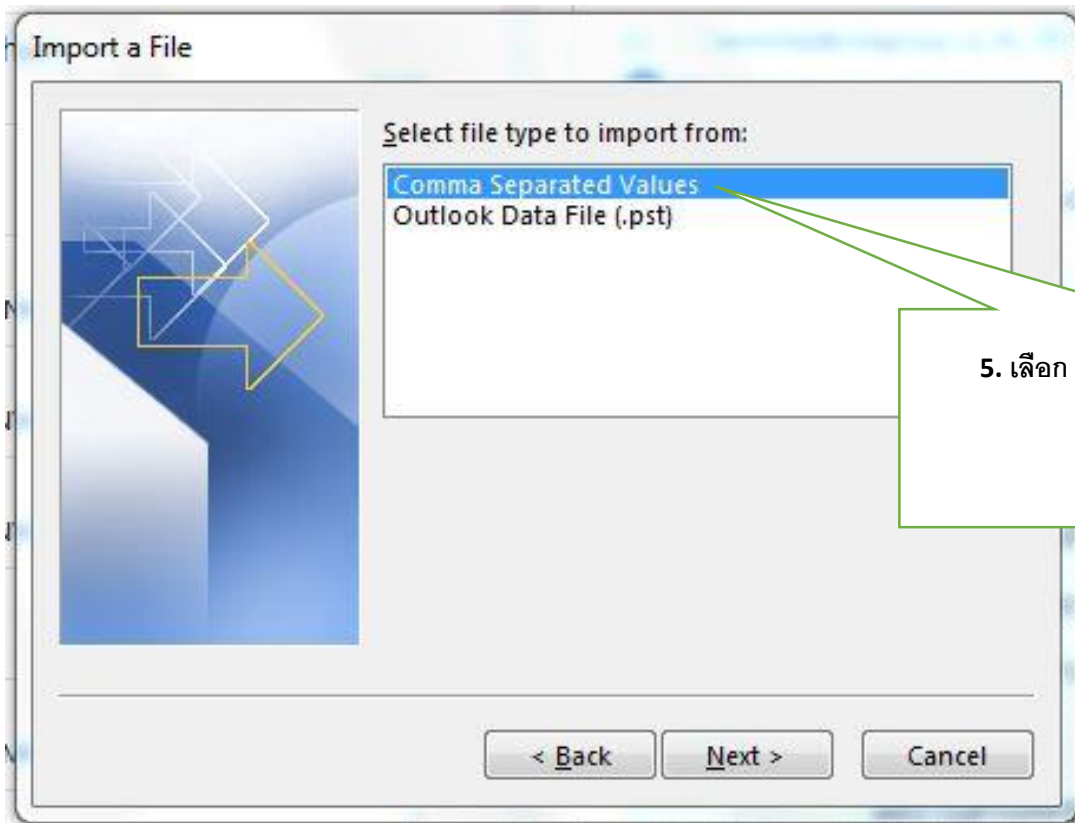 Import a File
Select file type to import from:
Comma Separated Values
Outlook Data File (.pst)
5. เลือก
< Back
Next >
Cancel